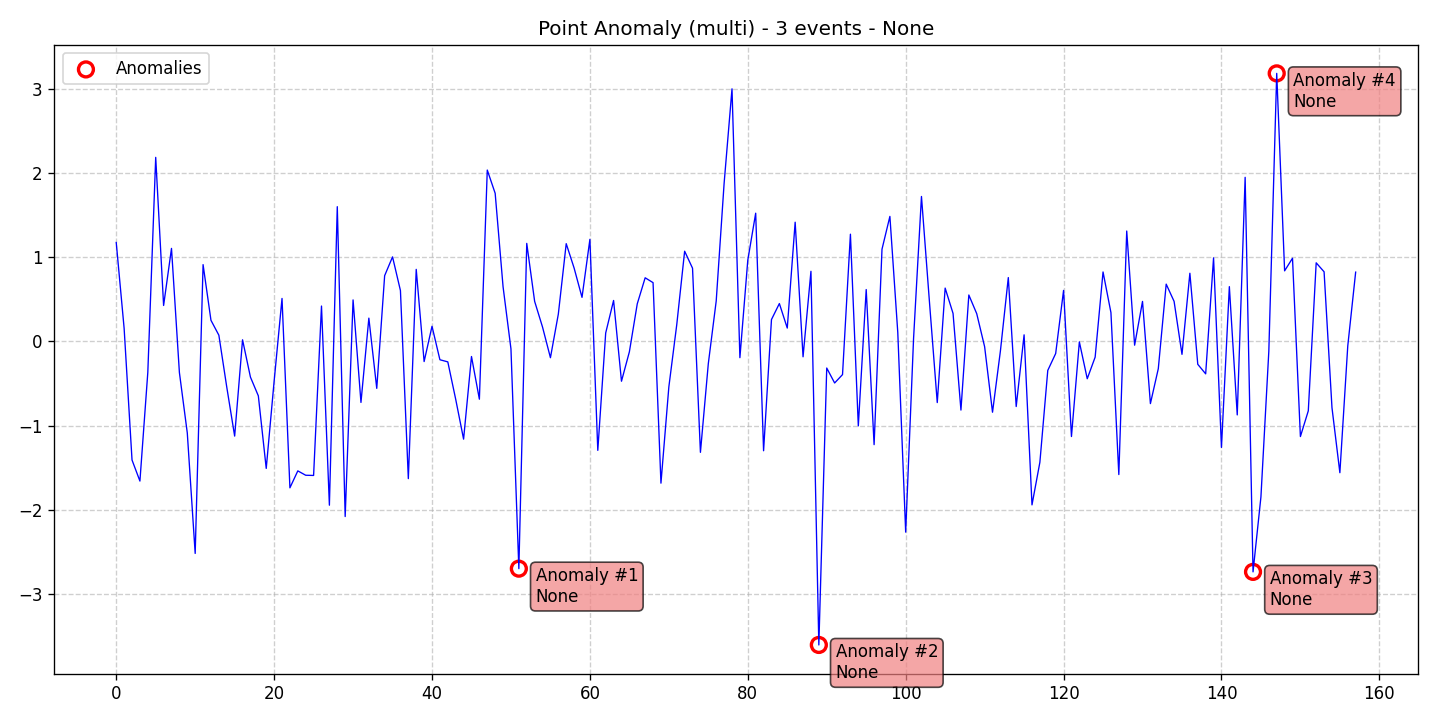 Point Anomaly (multi) - 3 events - None
Anomalies
Anomaly #4
None
Anomaly #1
None
Anomaly #3
None
Anomaly #2
None
3
2
1
0
−1
−2
−3
0
20
40
60
80
100
120
140
160